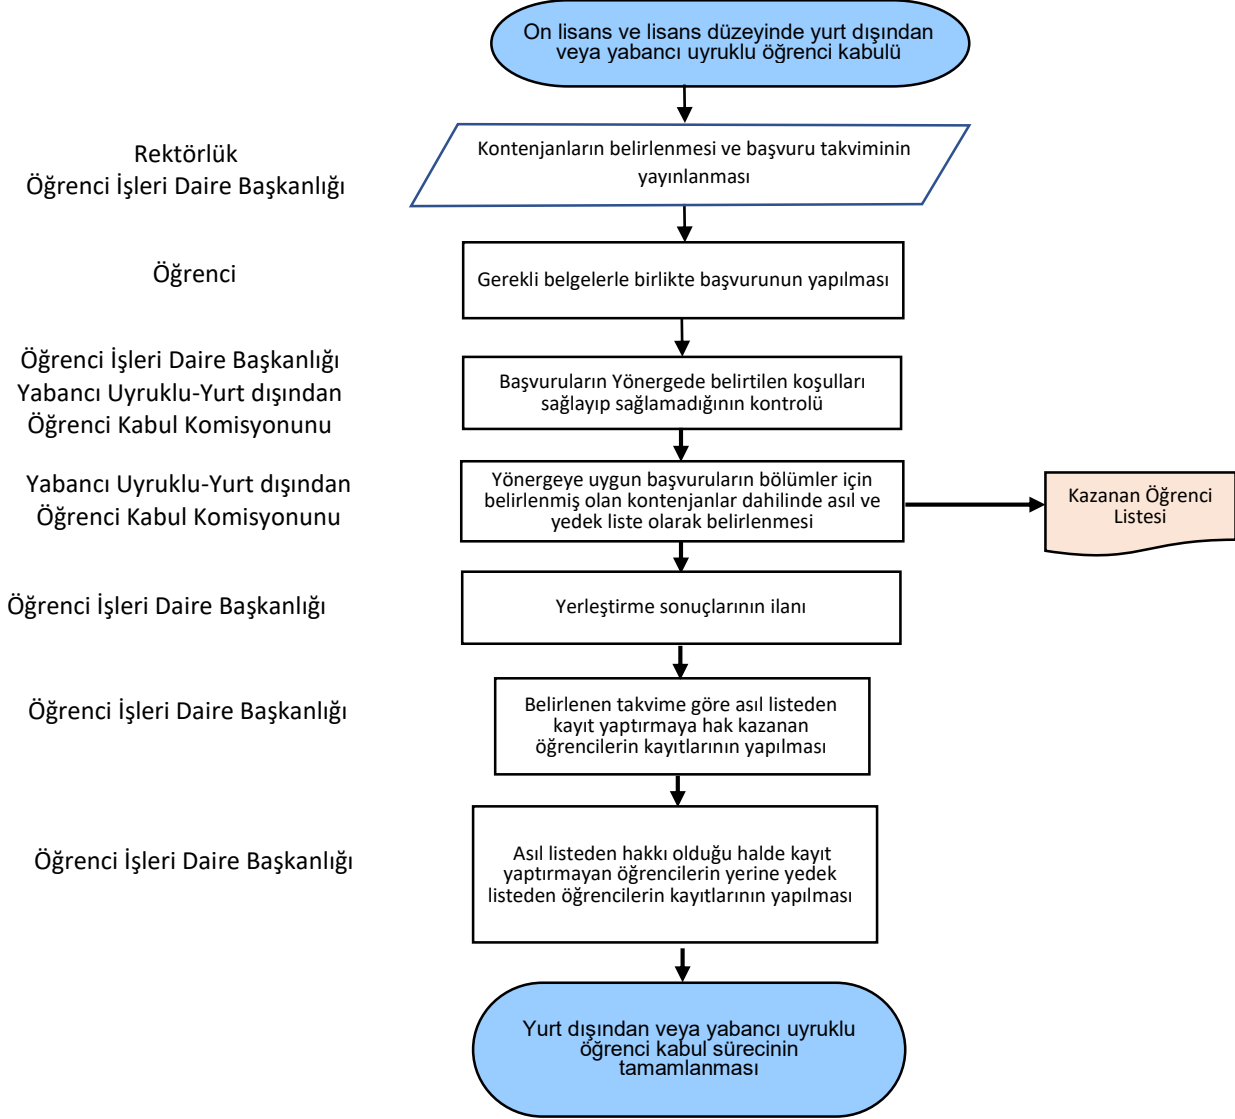 On lisans ve lisans düzeyinde yurt dışından
veya yabancı uyruklu öğrenci kabulü
Rektörlük
Öğrenci İşleri Daire Başkanlığı
Kontenjanların belirlenmesi ve başvuru takviminin
yayınlanması
Öğrenci
Gerekli belgelerle birlikte başvurunun yapılması
Öğrenci İşleri Daire Başkanlığı
Yabancı Uyruklu-Yurt dışından
Öğrenci Kabul Komisyonunu
Başvuruların Yönergede belirtilen koşulları
sağlayıp sağlamadığının kontrolü
Yabancı Uyruklu-Yurt dışından
Öğrenci Kabul Komisyonunu
Yönergeye uygun başvuruların bölümler için
belirlenmiş olan kontenjanlar dahilinde asıl ve
yedek liste olarak belirlenmesi
Kazanan Öğrenci
Listesi
Öğrenci İşleri Daire Başkanlığı
Yerleştirme sonuçlarının ilanı
Öğrenci İşleri Daire Başkanlığı
Belirlenen takvime göre asıl listeden
kayıt yaptırmaya hak kazanan
öğrencilerin kayıtlarının yapılması
Öğrenci İşleri Daire Başkanlığı
Asıl listeden hakkı olduğu halde kayıt
yaptırmayan öğrencilerin yerine yedek
listeden öğrencilerin kayıtlarının yapılması
Yurt dışından veya yabancı uyruklu
öğrenci kabul sürecinin
tamamlanması